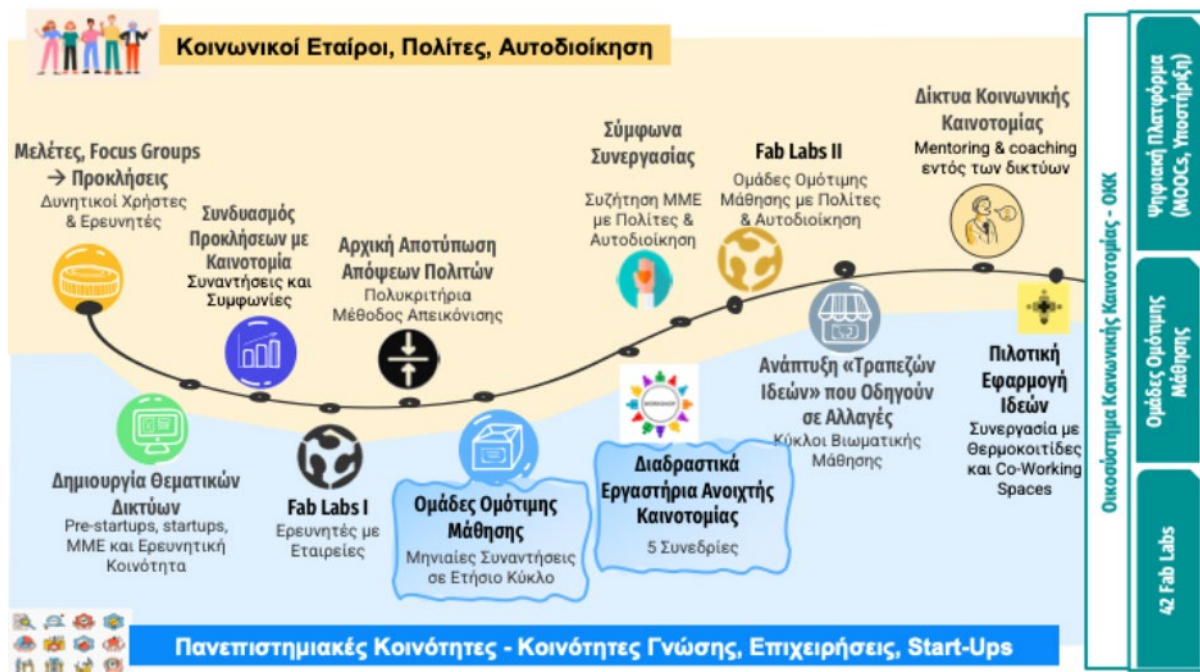 Κοινωνικοί Εταίροι, Πολίτες, Αυτοδιοίκηση
Μελέτες, Focus Groups
→ Προκλήσεις
Δυνητικοί Χρήστες
& Ερευνητές
Δημιουργία Θεματικών
Δικτύων
Pre-startups, startups,
ΜΜΕ και Ερευνητική
Κοινότητα
Συνδυασμός
Προκλήσεων με
Καινοτομία
Συναντήσεις και
Συμφωνίες
Fab Labs I
Ερευνητές με
Εταιρείες
Αρχική Αποτύπωση
Απόψεων Πολιτών
Πολυκριτήρια
Μέθοδος Απεικόνισης
Ομάδες Ομότιμης
Μάθησης
Μηνιαίες Συναντήσεις
σε Ετήσιο Κύκλο
Σύμφωνα
Συνεργασίας
Συζήτηση ΜΜΕ
με Πολίτες &
Αυτοδιοίκηση
WORKSHOP
Διαδραστικά
Εργαστήρια Ανοιχτής
Καινοτομίας
5 Συνεδρίες
Fab Labs II
Ομάδες Ομότιμης
Μάθησης με Πολίτες
& Αυτοδιοίκηση
Ανάπτυξη «Τραπεζών
Ιδεών» που Οδηγούν
σε Αλλαγές
Κύκλοι Βιωματικής
Μάθησης
Δίκτυα Κοινωνικής
Καινοτομίας
Mentoring & coaching
εντός των δικτύων
Πιλοτική
Εφαρμογή
Ιδεών
Συνεργασία με
Θερμοκοιτίδες
και Co-Working
Spaces
Οικοσύστημα Κοινωνικής Καινοτομίας - ΟΚΚ
Ψηφιακή Πλατφόρμα
(MOOCs, Υποστήριξη)
Ομάδες Ομότιμης
Μάθησης
42 Fab Labs
Πανεπιστημιακές Κοινότητες - Κοινότητες Γνώσης, Επιχειρήσεις, Start-Ups